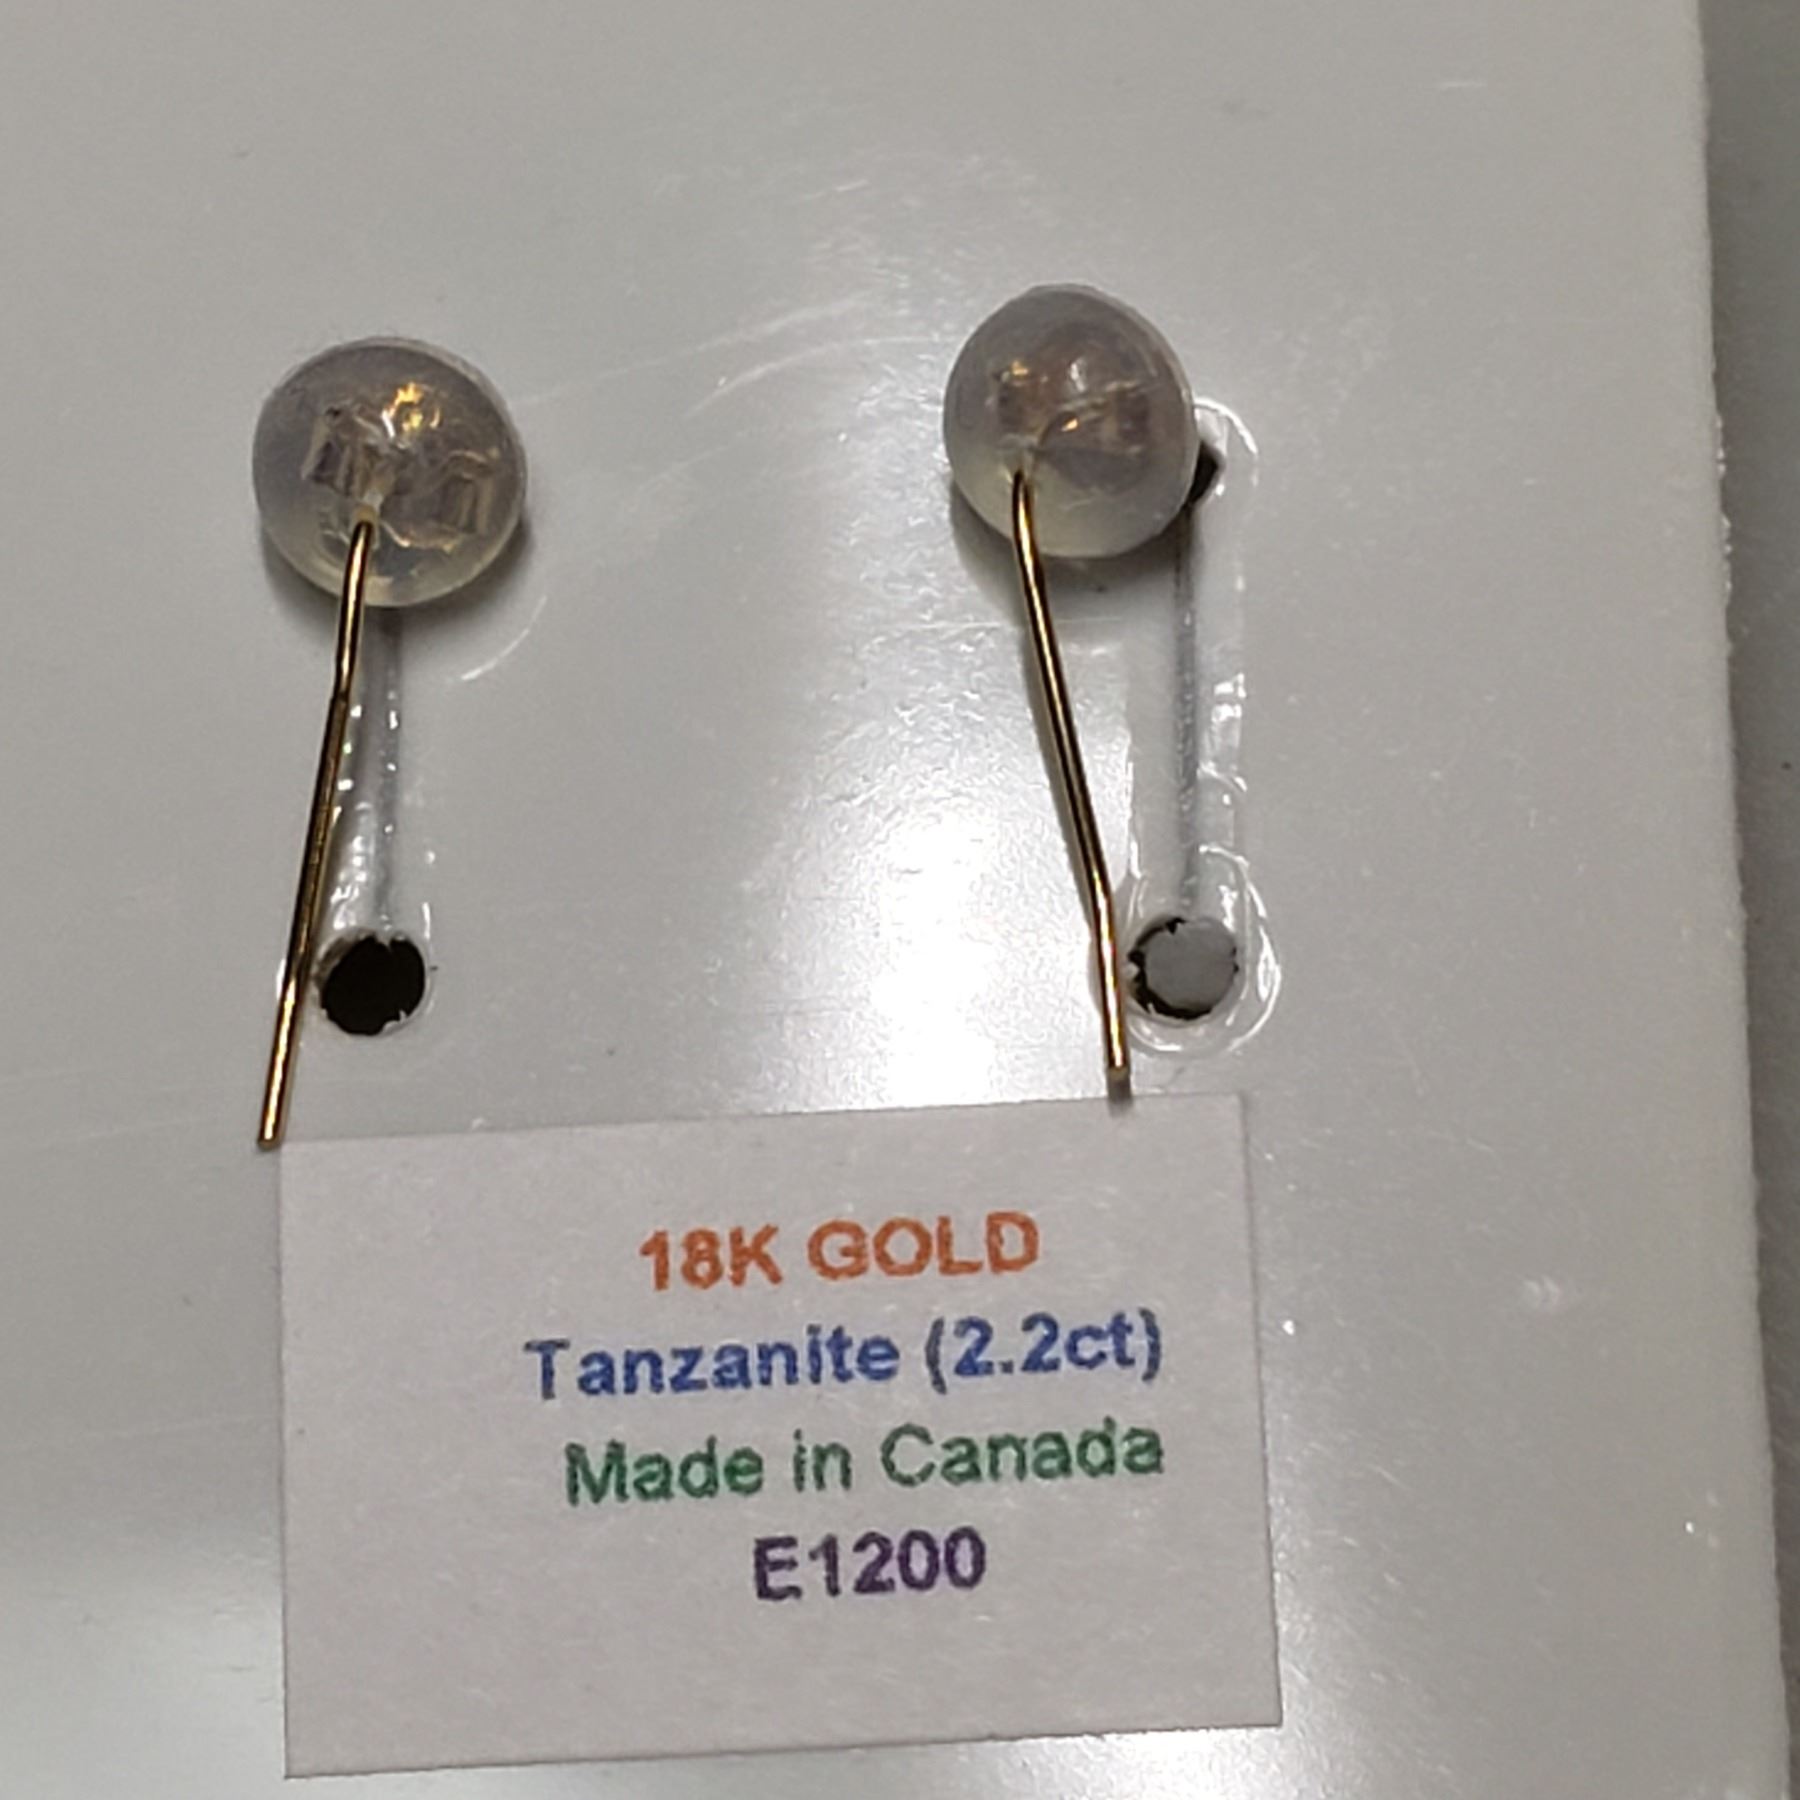 18K GOLD
Tanzanite (2.2ct)
Made in Canada
E1200